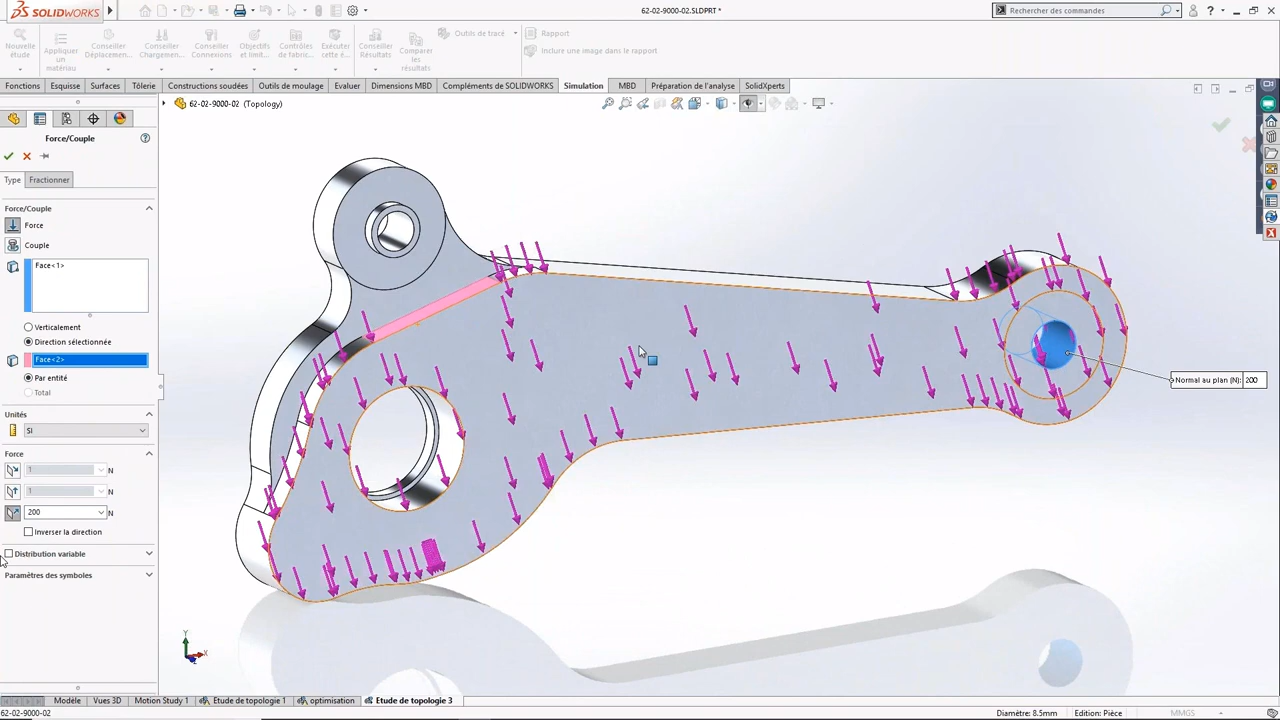 SOLIDWORKS
62-02-9000-02.SLDPRT *
Rechercher des commandes
Nouvelle étude
Appliquer un matériau
Conseiller Déplacemen...
Conseiller Chargemen...
Conseiller Connexions
Objectifs et limit...
Contrôles de fabric...
Exécuter cette é...
Conseiller Résultats
Comparer les résultats
Outils de tracé
Rapport
Inclure une image dans le rapport
Fonctions
Esquisse
Surfaces
Tôlerie
Constructions soudées
Outils de moulage
Evaluer
Dimensions MBD
Compléments de SOLIDWORKS
Simulation
MBD
Préparation de l'analyse
SolidXperts
62-02-9000-02 (Topology)
Force/Couple
Type
Fractionner
Force/Couple
Force
Couple
Face<1>
Verticalement
Direction sélectionnée
Face<2>
Par entité
Total
Unités
SI
Force
1 N
1 N
200 N
Inverser la direction
Distribution variable
Paramètres des symboles
Normal au plan (N): 200
Y
X
Modèle
Vues 3D
Motion Study 1
Etude de topologie 1
optimisation
Etude de topologie 3
62-02-9000-02
Diamètre: 8.5mm
Edition: Pièce
MMGS